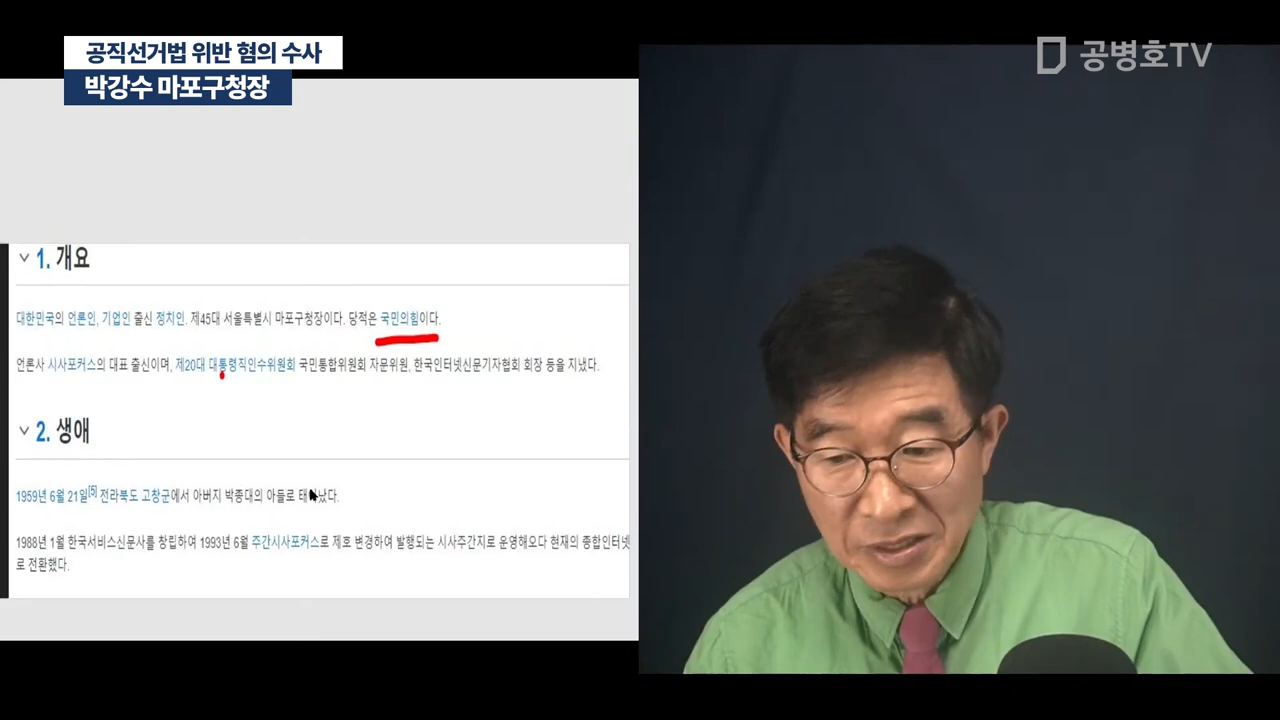 공직선거법 위반 혐의 수사
박강수 마포구청장
공병호TV
1. 개요
대한민국의 언론인, 기업인 출신 정치인. 제45대 서울특별시 마포구청장이다. 당적은 국민의힘이다.
언론사 시사포커스의 대표 출신이며, 제20대 대통령직인수위원회 국민통합위원회 자문위원, 한국인터넷신문기자협회 회장 등을 지냈다.
2. 생애
1959년 6월 21일[5] 전라북도 고창군에서 아버지 박종대의 아들로 태어났다.
1988년 1월 한국서비스신문사를 창립하여 1993년 6월 주간시사포커스로 제호 변경하여 발행되는 시사주간지로 운영해오다 현재의 종합인터넷
로 전환했다.